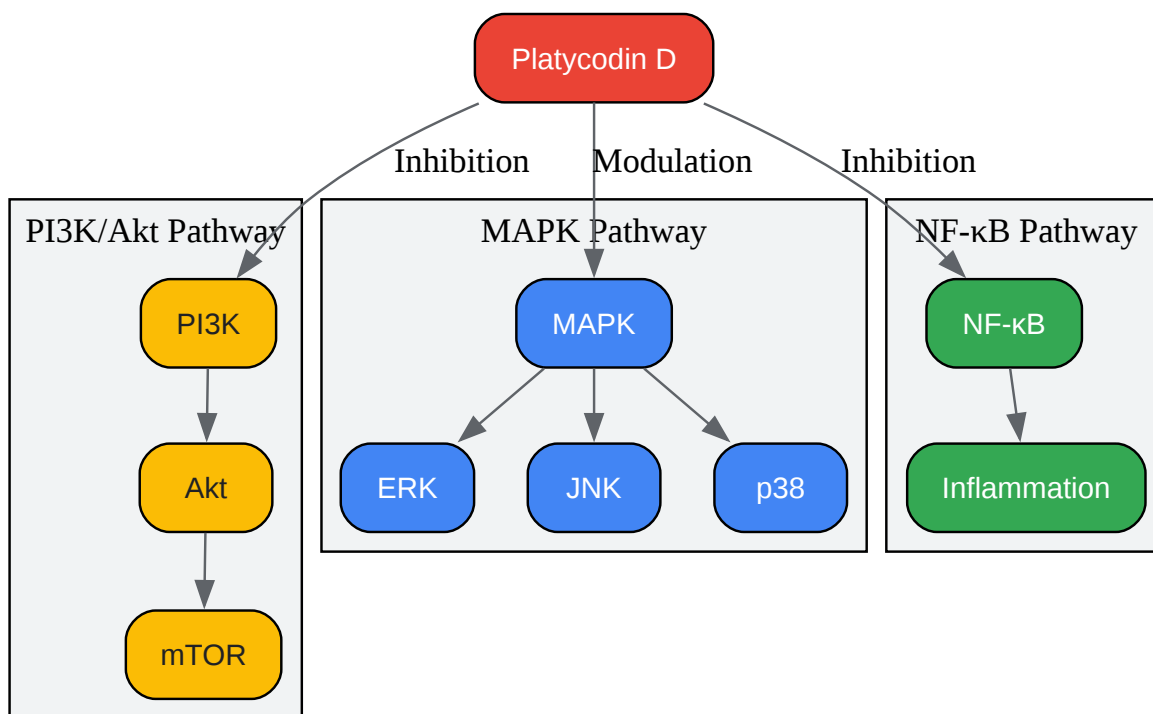 Platycodin D
Inhibition
Modulation
Inhibition
PI3K/Akt Pathway
MAPK Pathway
NF-κB Pathway
PI3K
MAPK
NF-κB
Akt
ERK
JNK
p38
Inflammation
mTOR